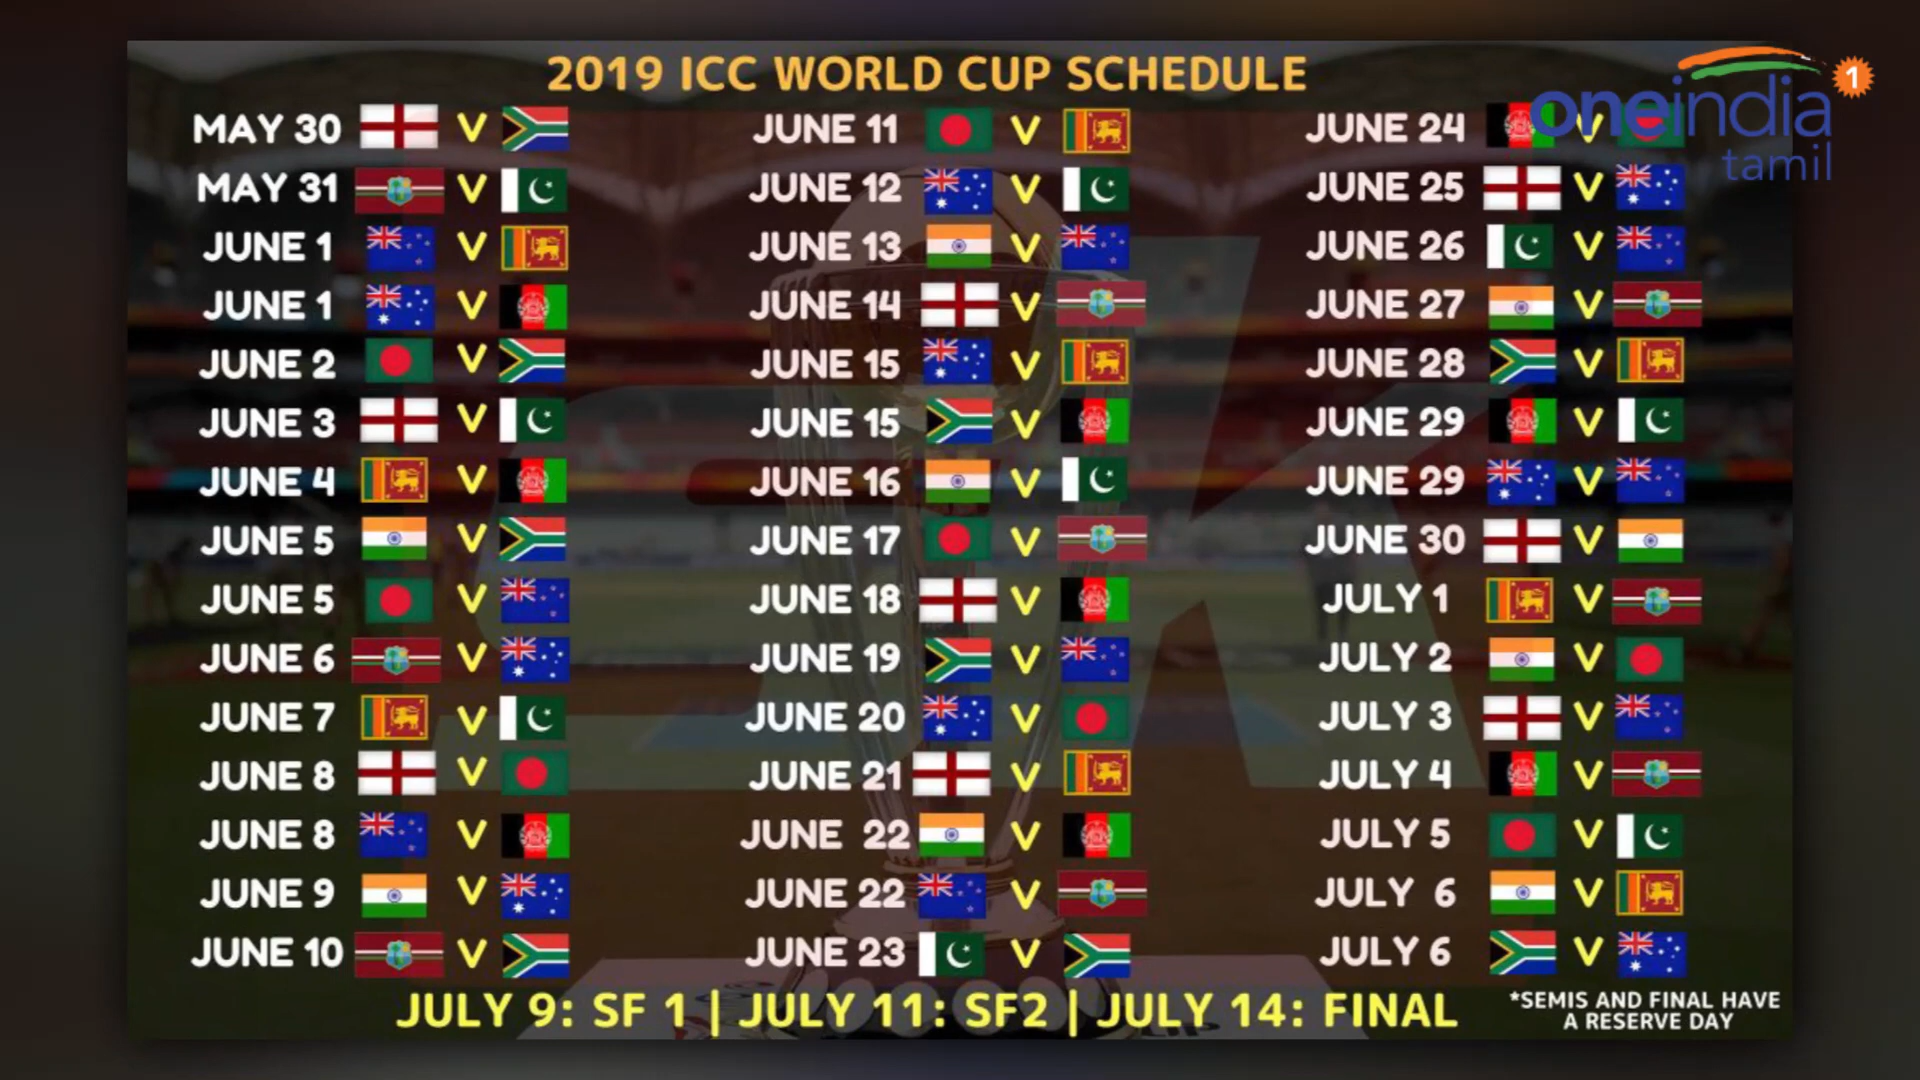 2019 ICC WORLD CUP SCHEDULE
oneindia 1
tamil
MAY 30 V
MAY 31 V
JUNE 1 V
JUNE 1 V
JUNE 2 V
JUNE 3 V
JUNE 4 V
JUNE 5 V
JUNE 5 V
JUNE 6 V
JUNE 7 V
JUNE 8 V
JUNE 8 V
JUNE 9 V
JUNE 10 V
JUNE 11 V
JUNE 12 V
JUNE 13 V
JUNE 14 V
JUNE 15 V
JUNE 15 V
JUNE 16 V
JUNE 17 V
JUNE 18 V
JUNE 19 V
JUNE 20 V
JUNE 21 V
JUNE 22 V
JUNE 22 V
JUNE 23 V
JUNE 24 V
JUNE 25 V
JUNE 26 V
JUNE 27 V
JUNE 28 V
JUNE 29 V
JUNE 29 V
JUNE 30 V
JULY 1 V
JULY 2 V
JULY 3 V
JULY 4 V
JULY 5 V
JULY 6 V
JULY 6 V
JULY 9: SF 1 | JULY 11: SF2 | JULY 14: FINAL
*SEMIS AND FINAL HAVE
A RESERVE DAY